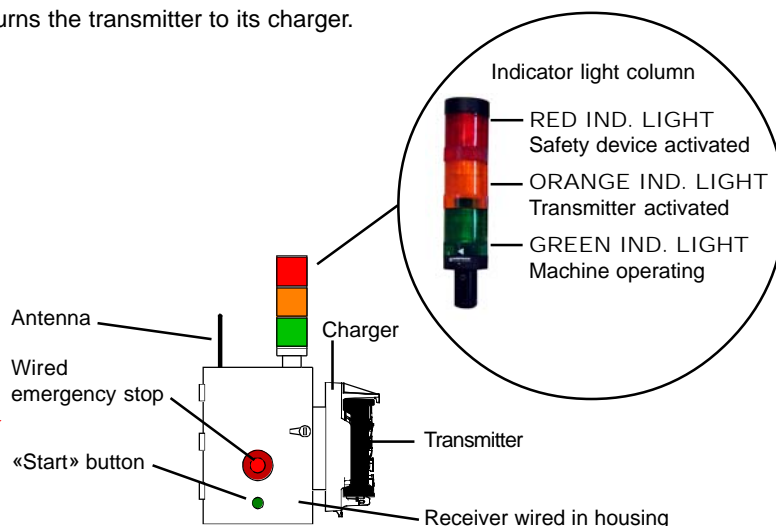 urns the transmitter to its charger.
Indicator light column
RED IND. LIGHT
Safety device activated
ORANGE IND. LIGHT
Transmitter activated
GREEN IND. LIGHT
Machine operating
Antenna
Charger
Wired
emergency stop
Transmitter
«Start» button
Receiver wired in housing